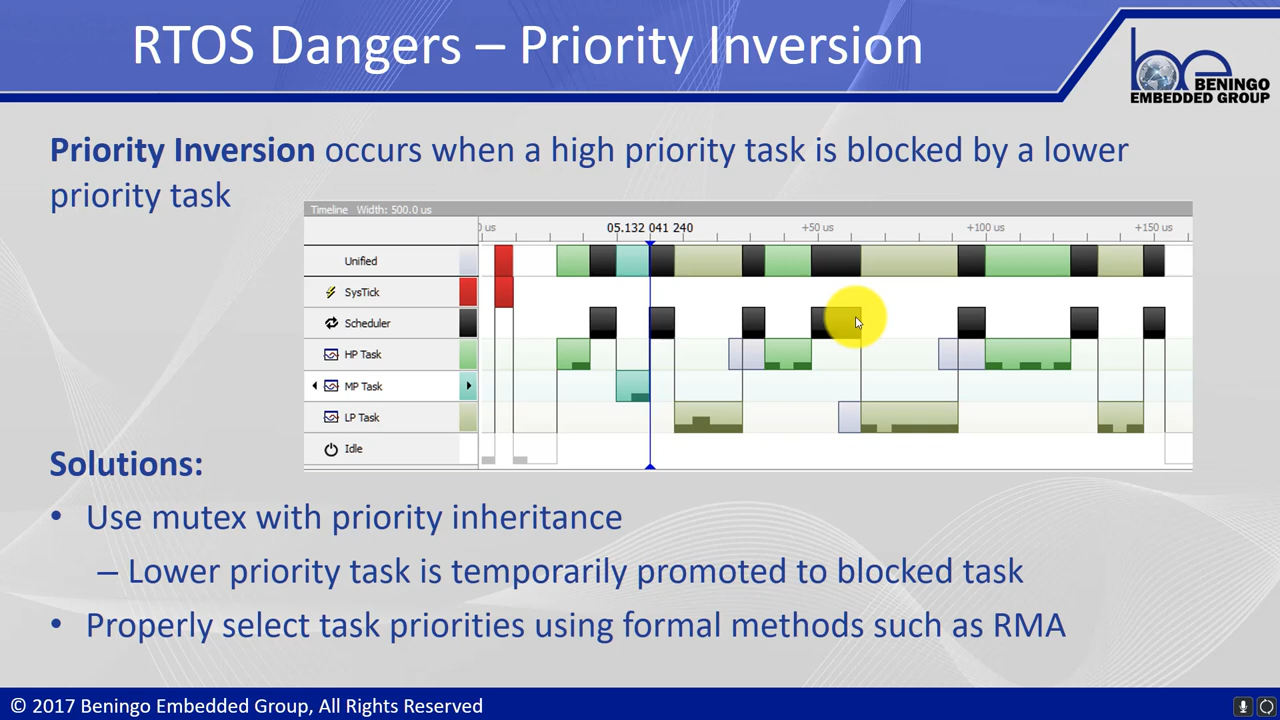 RTOS Dangers – Priority Inversion
BENINGO
EMBEDDED GROUP
Priority Inversion occurs when a high priority task is blocked by a lower
priority task
Timeline Width: 500.0 us
0 us 05.132 041 240 +50 us +100 us +150 us
Unified
SysTick
Scheduler
HP Task
MP Task
LP Task
Idle
Solutions:
• Use mutex with priority inheritance
– Lower priority task is temporarily promoted to blocked task
• Properly select task priorities using formal methods such as RMA
© 2017 Beningo Embedded Group, All Rights Reserved